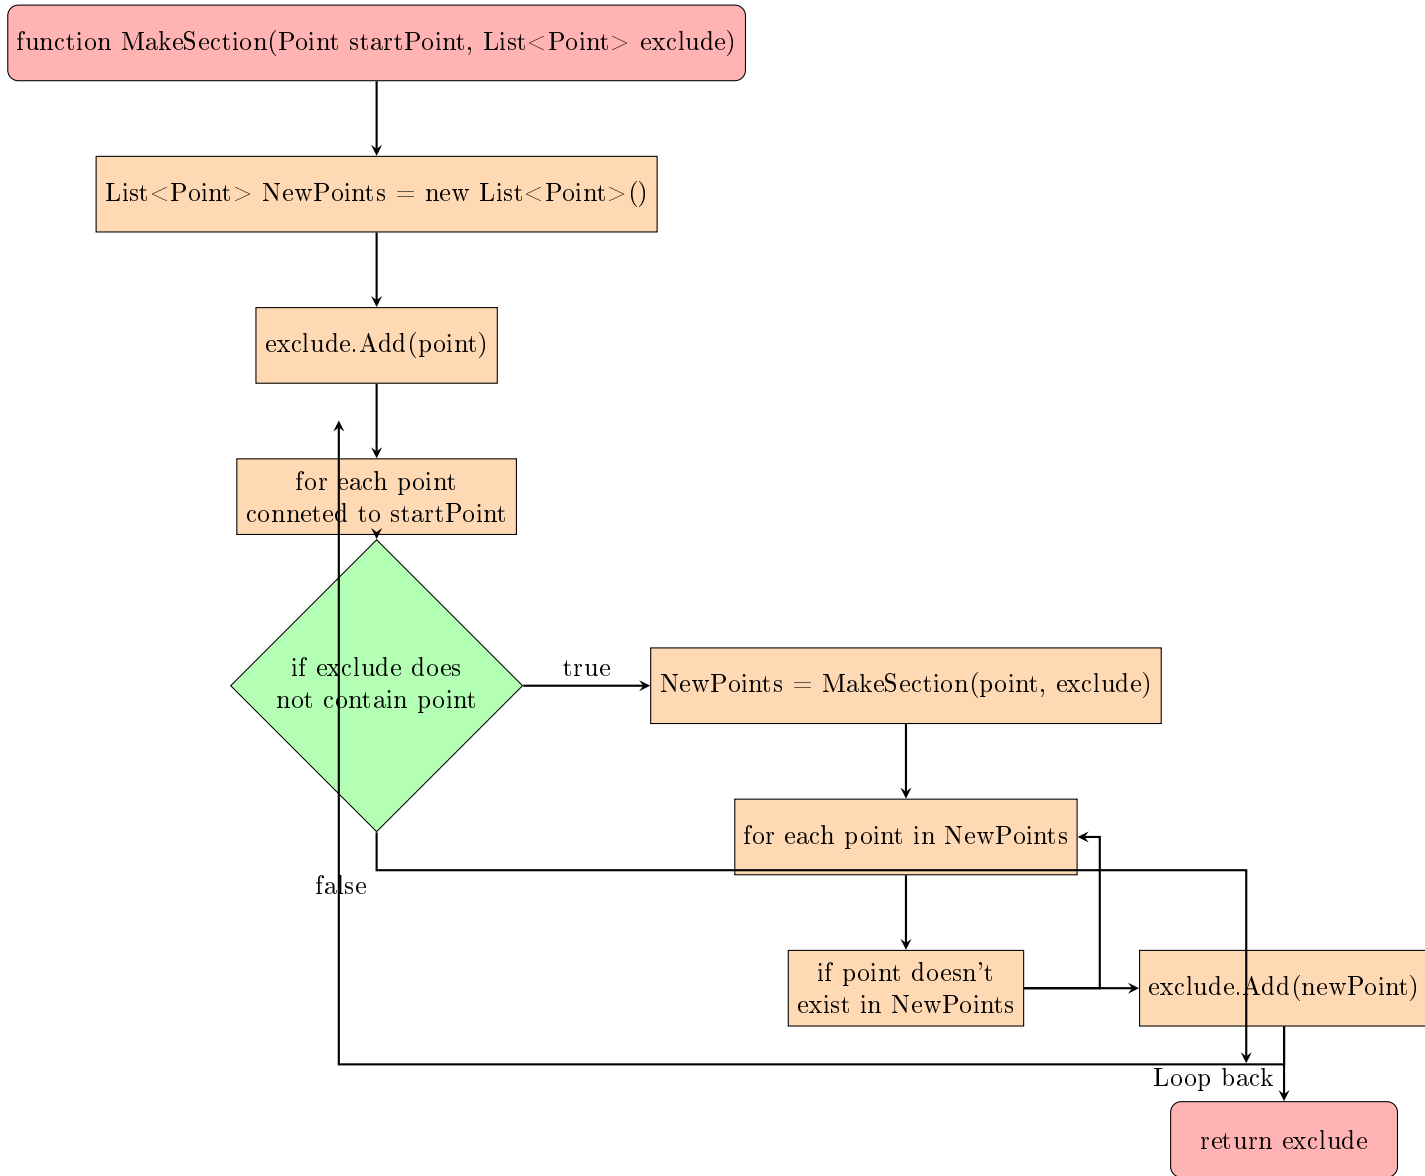 function MakeSection(Point startPoint, List<Point> exclude)
List<Point> NewPoints = new List<Point>()
exclude.Add(point)
for each point
conneted to startPoint
if exclude does
not contain point
true
NewPoints = MakeSection(point, exclude)
for each point in NewPoints
false
if point doesn't
exist in NewPoints
exclude.Add(newPoint)
Loop back
return exclude